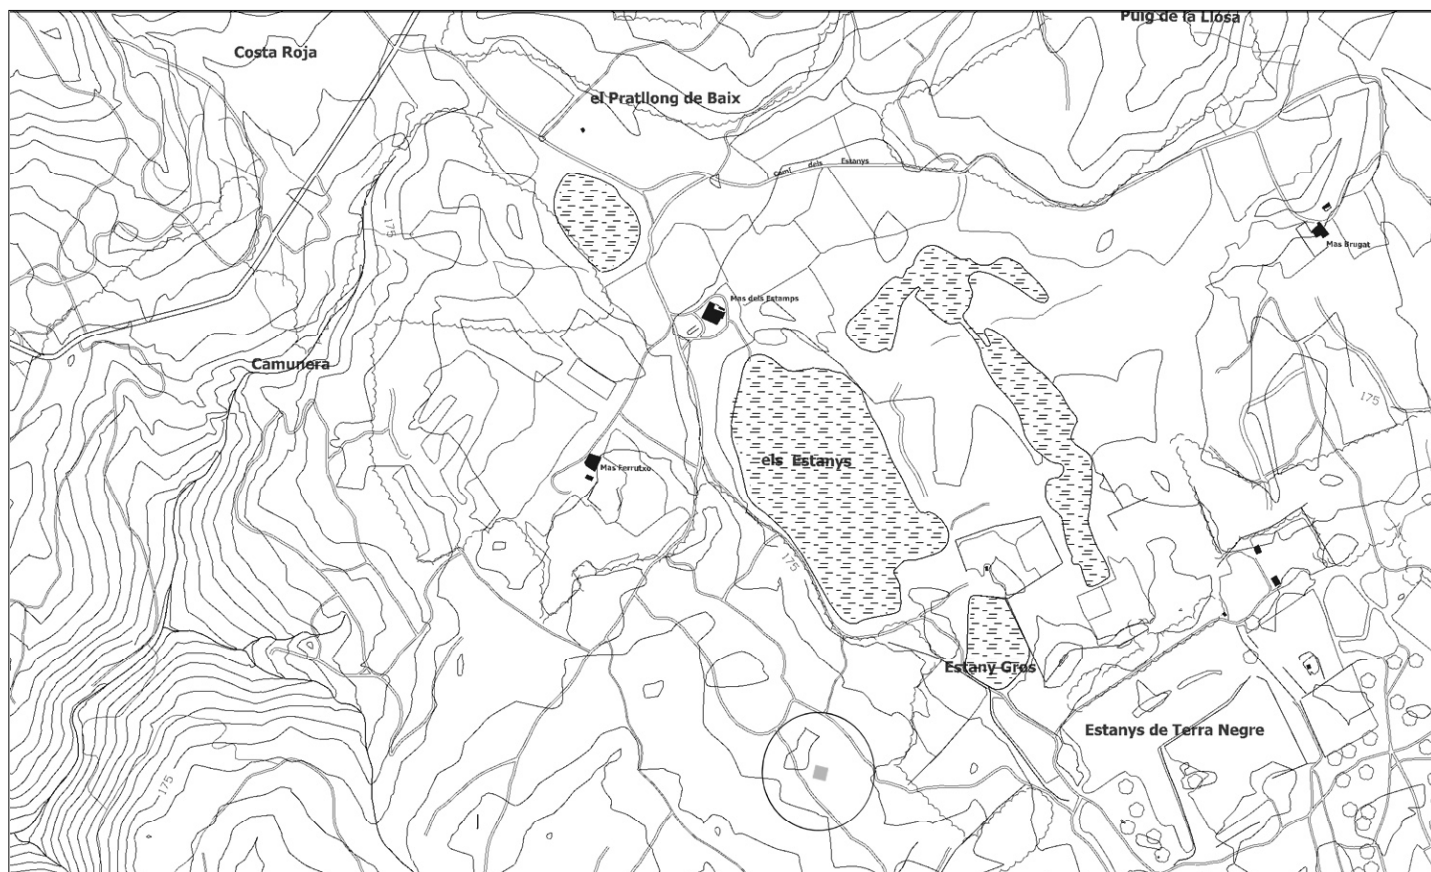 Puig de la Llosa
Costa Roja
el Pratllong de Baix
Camí dels Estanys
175
Mas Brugat
Mas dels Estamps
Camunera
175
els Estanys
Mas Ferrutxo
175
Estany Gros
Estanys de Terra Negre
175